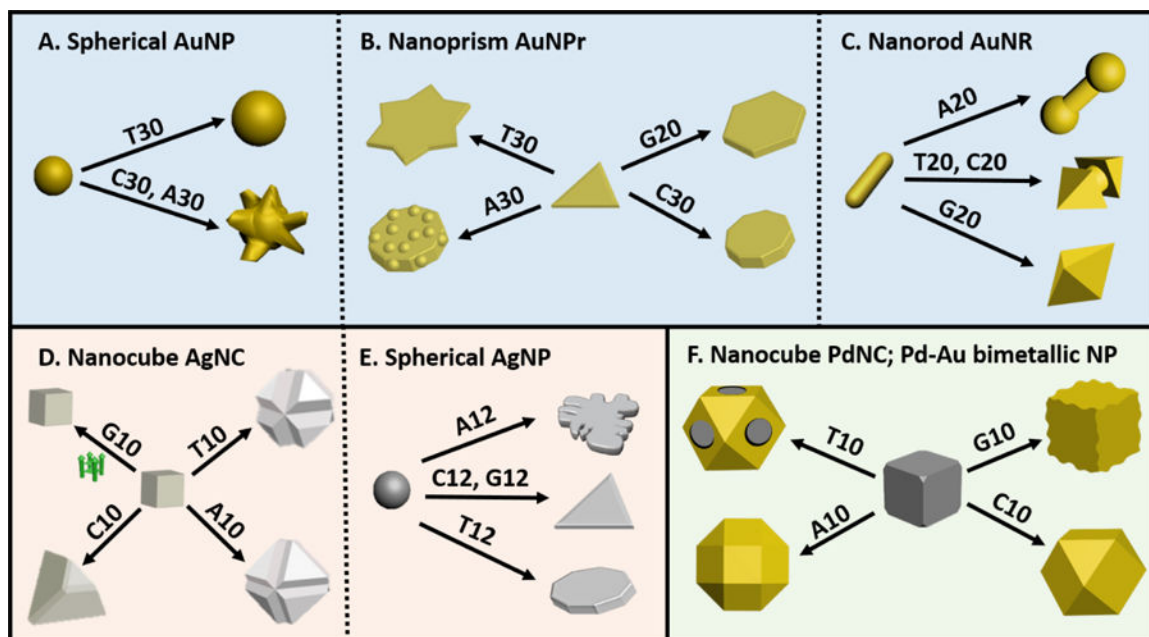 A. Spherical AuNP
T30
C30, A30
B. Nanoprism AuNPr
T30
G20
A30
C30
C. Nanorod AuNR
A20
T20, C20
G20
D. Nanocube AgNC
G10
T10
C10
A10
E. Spherical AgNP
A12
C12, G12
T12
F. Nanocube PdNC; Pd-Au bimetallic NP
T10
G10
A10
C10